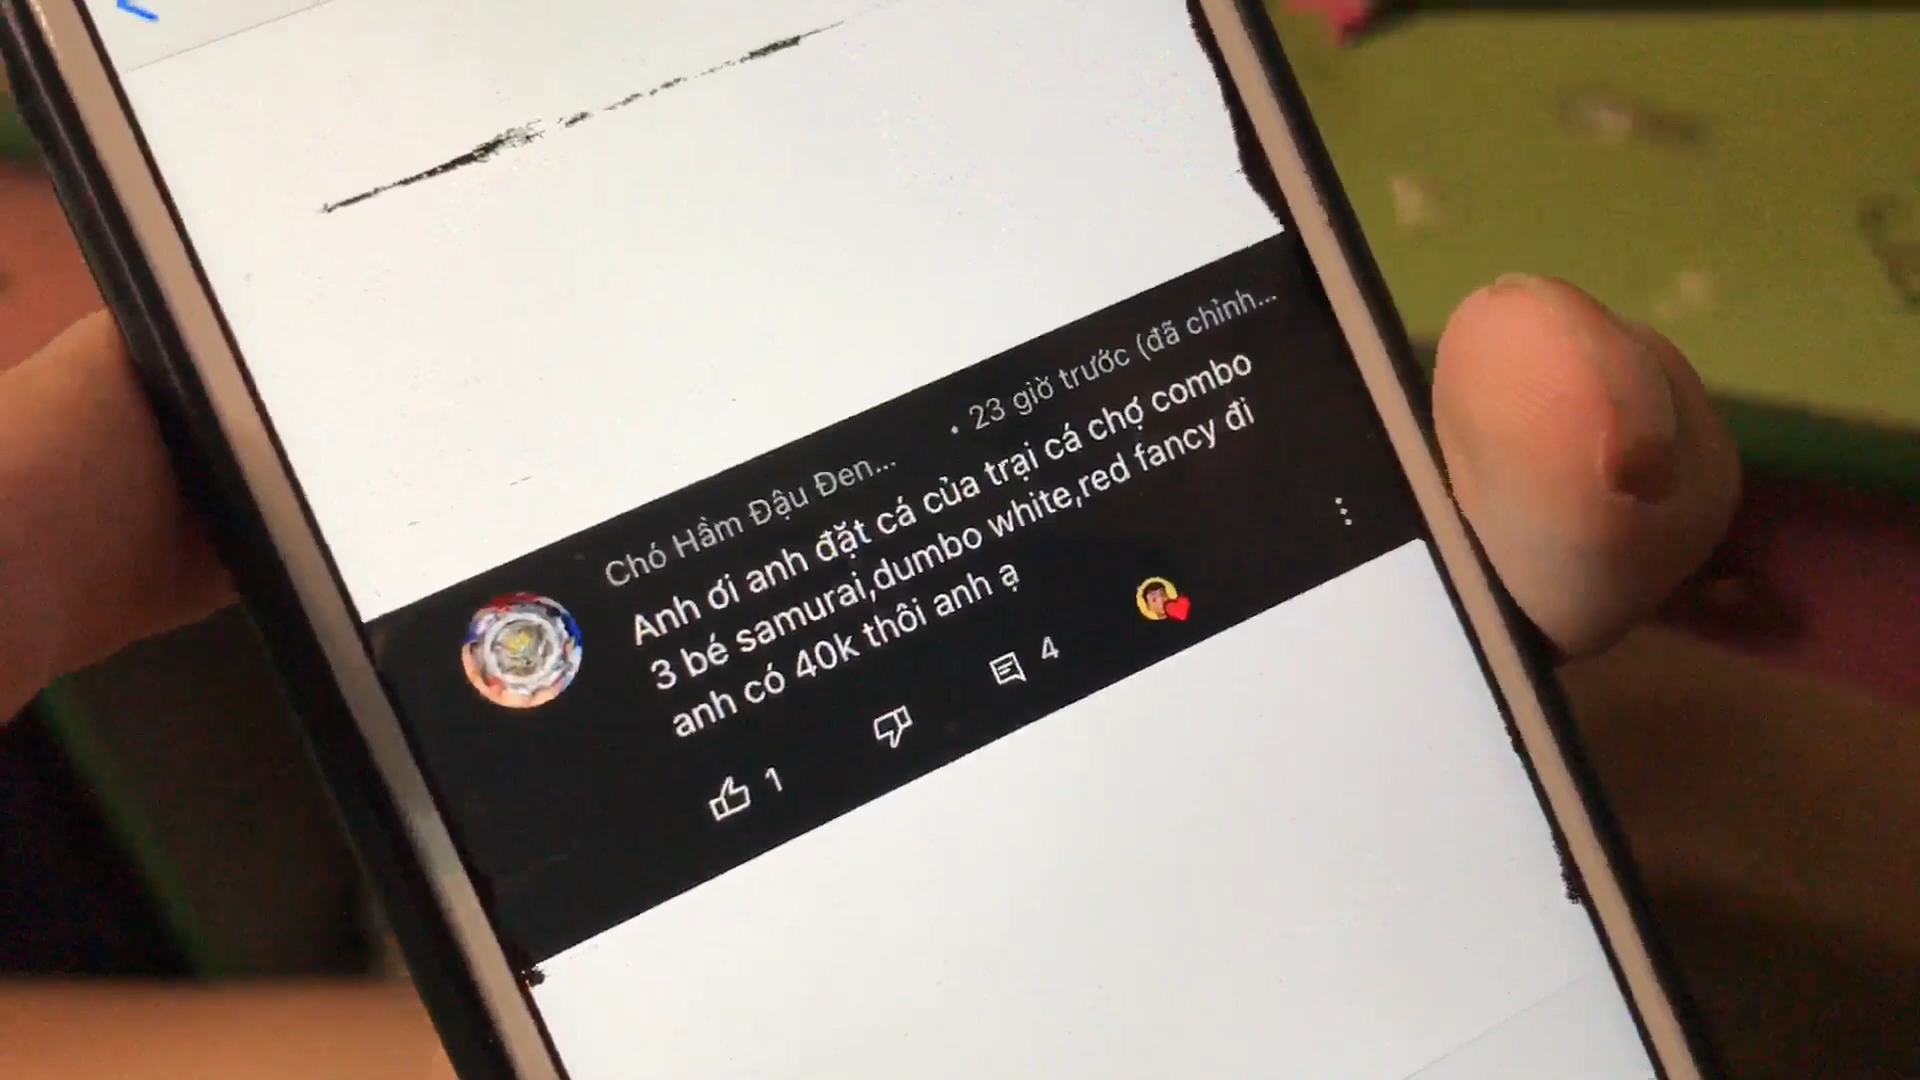 Chó Hầm Đậu Đen... • 23 giờ trước (đã chỉnh...
Anh ơi anh đặt cá của trại cá chợ combo
3 bé samurai,dumbo white,red fancy đi
anh có 40k thôi anh ạ
1
4